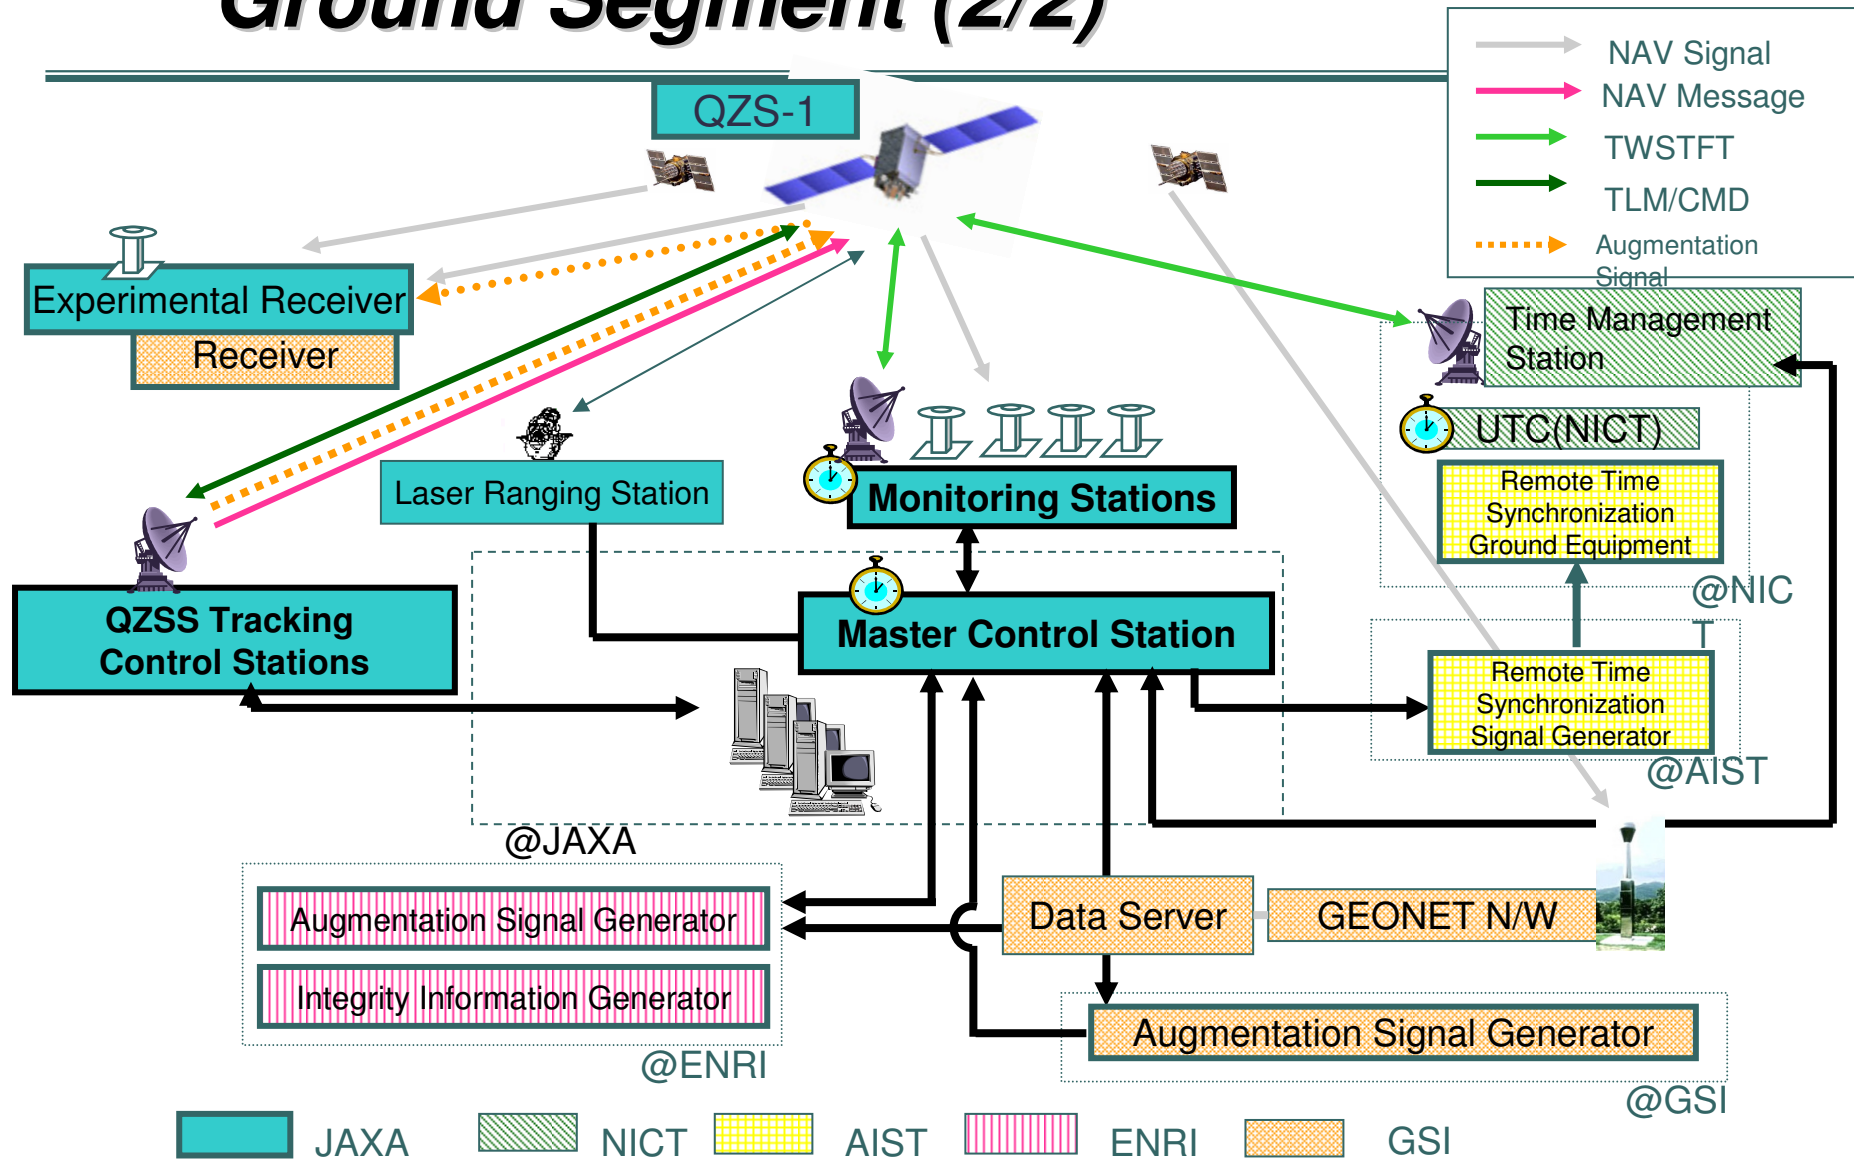 Ground Segment (2/2)
NAV Signal
NAV Message
TWSTFT
TLM/CMD
Augmentation
Signal
QZS-1
Experimental Receiver
Receiver
Time Management
Station
UTC(NICT)
Remote Time
Synchronization
Ground Equipment
@NIC
T
Laser Ranging Station
Monitoring Stations
QZSS Tracking
Control Stations
Master Control Station
Remote Time
Synchronization
Signal Generator
@AIST
@JAXA
Augmentation Signal Generator
Integrity Information Generator
@ENRI
Data Server
GEONET N/W
Augmentation Signal Generator
@GSI
JAXA
NICT
AIST
ENRI
GSI